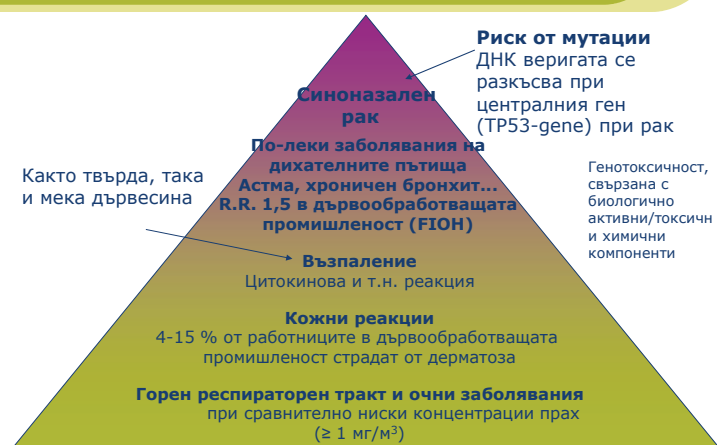 Риск от мутации
ДНК веригата се
разкъсва при
централния ген
(TP53-gene) при рак
Синоназален
рак
По-леки заболявания на
дихателните пътища
Астма, хроничен бронхит...
R.R. 1,5 в дървообработващата
промишленост (FIOH)
Както твърда, така
и мека дървесина
Генотоксичност,
свързана с
биологично
активни/токсичн
и химични
компоненти
Възпаление
Цитокинова и т.н. реакция
Кожни реакции
4-15 % от работниците в дървообработващата
промишленост страдат от дерматоза
Горен респираторен тракт и очни заболявания
при сравнително ниски концентрации прах
(≥ 1 мг/м³)